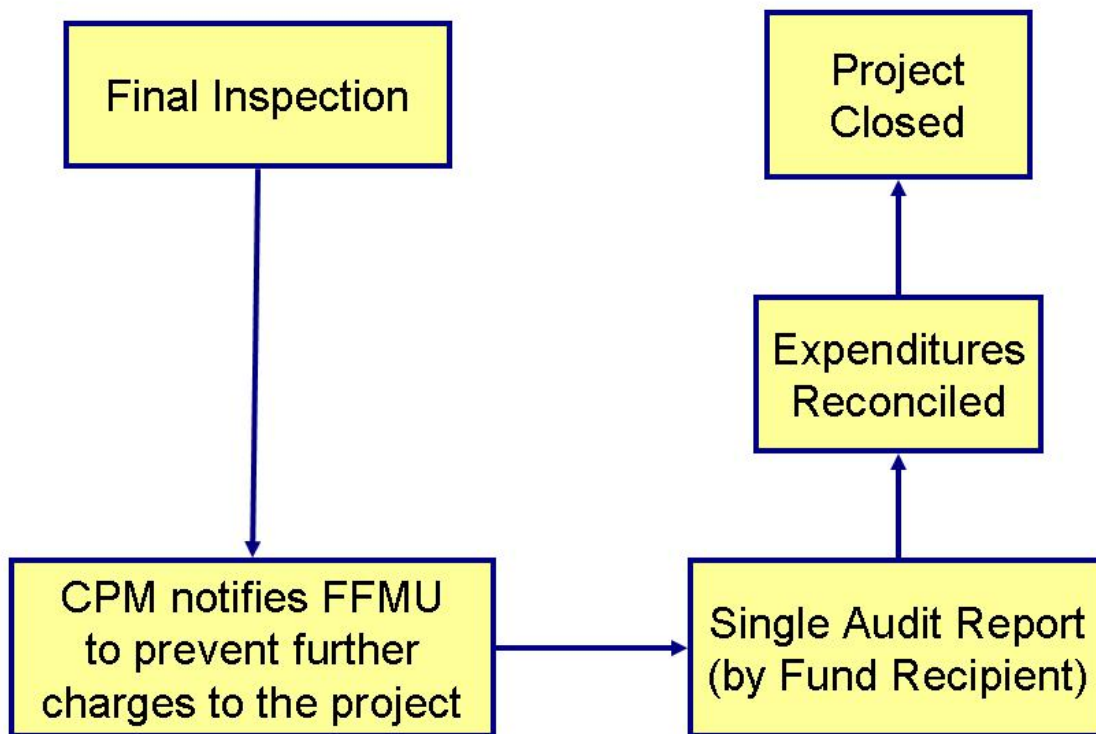 Final Inspection
CPM notifies FFMU
to prevent further
charges to the project
Single Audit Report
(by Fund Recipient)
Expenditures
Reconciled
Project
Closed